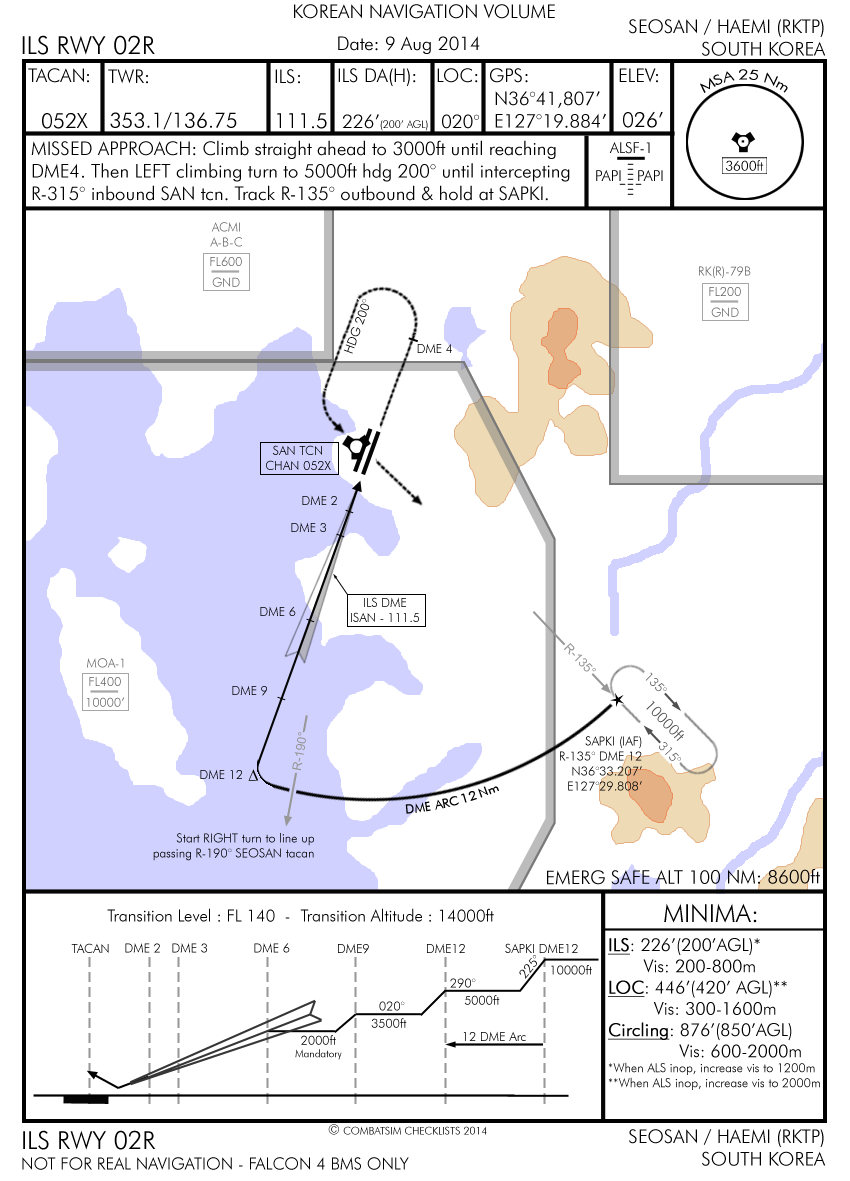 KOREAN NAVIGATION VOLUME
ILS RWY 02R
Date: 9 Aug 2014
SEOSAN / HAEMI (RKTP)
SOUTH KOREA
TACAN:
052X
TWR:
353.1/136.75
ILS:
111.5
ILS DA(H):
226'(200' AGL)
LOC:
020°
GPS:
N36°41,807'
E127°19.884'
ELEV:
026'
MSA 25 Nm
3600ft
MISSED APPROACH: Climb straight ahead to 3000ft until reaching
DME4. Then LEFT climbing turn to 5000ft hdg 200° until intercepting
R-315° inbound SAN tcn. Track R-135° outbound & hold at SAPKI.
ALSF-1
PAPI PAPI
ACMI
A-B-C
FL600
GND
RK(R)-79B
FL200
GND
HDG 200°
DME 4
SAN TCN
CHAN 052X
DME 2
DME 3
ILS DME
ISAN - 111.5
DME 6
MOA-1
FL400
10000'
DME 9
R-135°
135°
10000ft
315°
SAPKI (IAF)
R-135° DME 12
N36°33.207'
E127°29.808'
R-190°
DME 12
DME ARC 12 Nm
Start RIGHT turn to line up
passing R-190° SEOSAN tacan
EMERG SAFE ALT 100 NM: 8600ft
Transition Level : FL 140 - Transition Altitude : 14000ft
TACAN DME 2 DME 3 DME 6 DME9 DME12 SAPKI DME12
225°
10000ft
290°
5000ft
020°
3500ft
2000ft
Mandatory
12 DME Arc
MINIMA:
ILS: 226'(200'AGL)*
Vis: 200-800m
LOC: 446'(420' AGL)**
Vis: 300-1600m
Circling: 876'(850'AGL)
Vis: 600-2000m
*When ALS inop, increase vis to 1200m
**When ALS inop, increase vis to 2000m
ILS RWY 02R
NOT FOR REAL NAVIGATION - FALCON 4 BMS ONLY
© COMBATSIM CHECKLISTS 2014
SEOSAN / HAEMI (RKTP)
SOUTH KOREA